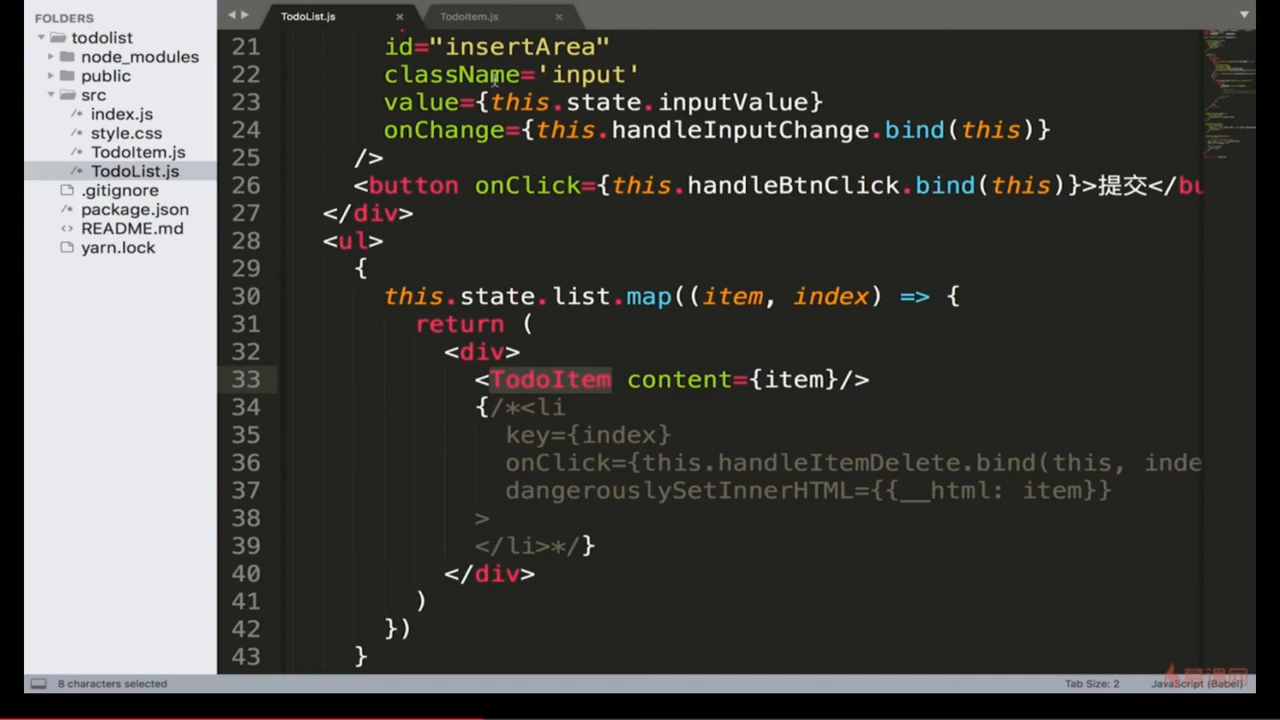 FOLDERS
todolist
node_modules
public
src
index.js
style.css
TodoItem.js
TodoList.js
.gitignore
package.json
README.md
yarn.lock
TodoList.js
TodoItem.js
21 id="insertArea"
22 className='input'
23 value={this.state.inputValue}
24 onChange={this.handleInputChange.bind(this)}
25 />
26 <button onClick={this.handleBtnClick.bind(this)}>提交</bu
27 </div>
28 <ul>
29 {
30 this.state.list.map((item, index) => {
31 return (
32 <div>
33 <TodoItem content={item}/>
34 {/*<li
35 key={index}
36 onClick={this.handleItemDelete.bind(this, inde
37 dangerouslySetInnerHTML={{__html: item}}
38 >
39 </li>*/}
40 </div>
41 )
42 })
43 }
8 characters selected
Tab Size: 2
JavaScript (Babel)